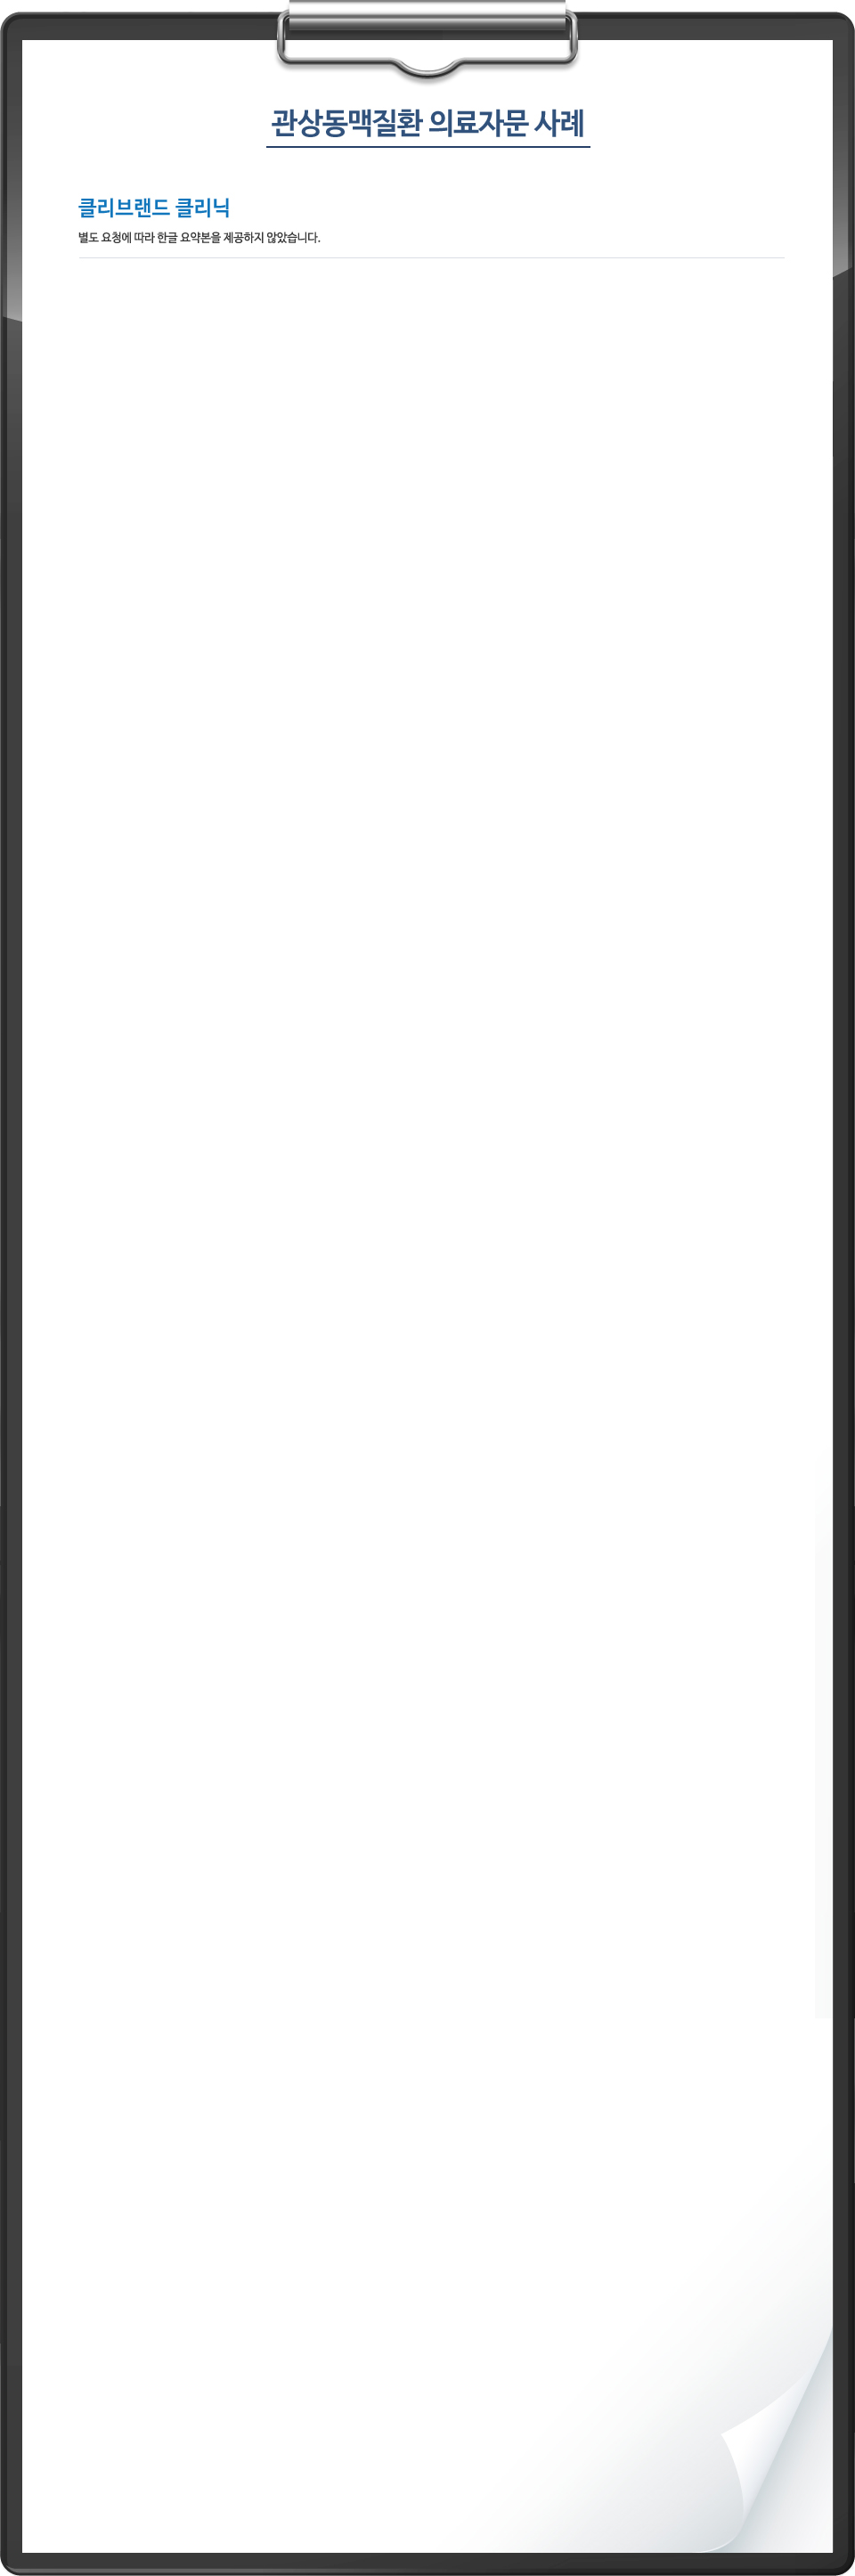 관상동맥질환 의료자문 사례
클리브랜드 클리닉
별도 요청에 따라 한글 요약본을 제공하지 않았습니다.